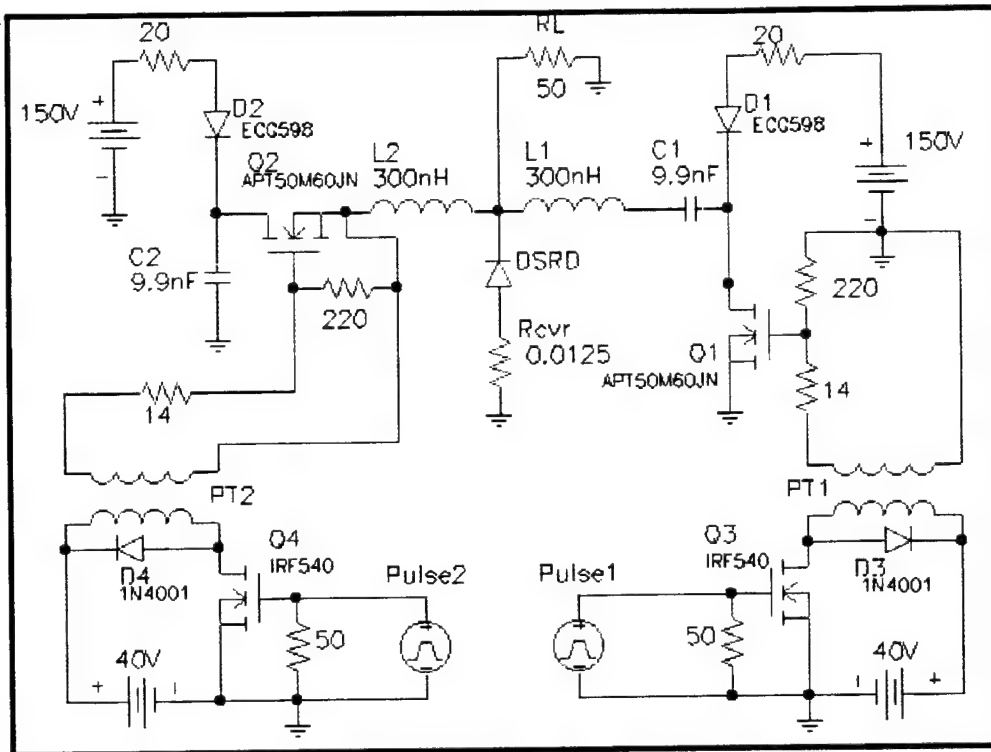 20
RL
50
20
150V
+
-
D2
ECG598
D1
ECG598
+
150V
-
Q2
APT50M60JN
L2
300nH
L1
300nH
C1
9.9nF
C2
9.9nF
220
DSRD
Rcvr
0.0125
Q1
APT50M60JN
220
14
14
PT2
PT1
D4
1N4001
Q4
IRF540
Pulse2
Pulse1
Q3
IRF540
D3
1N4001
50
50
40V
+
-
40V
-
+